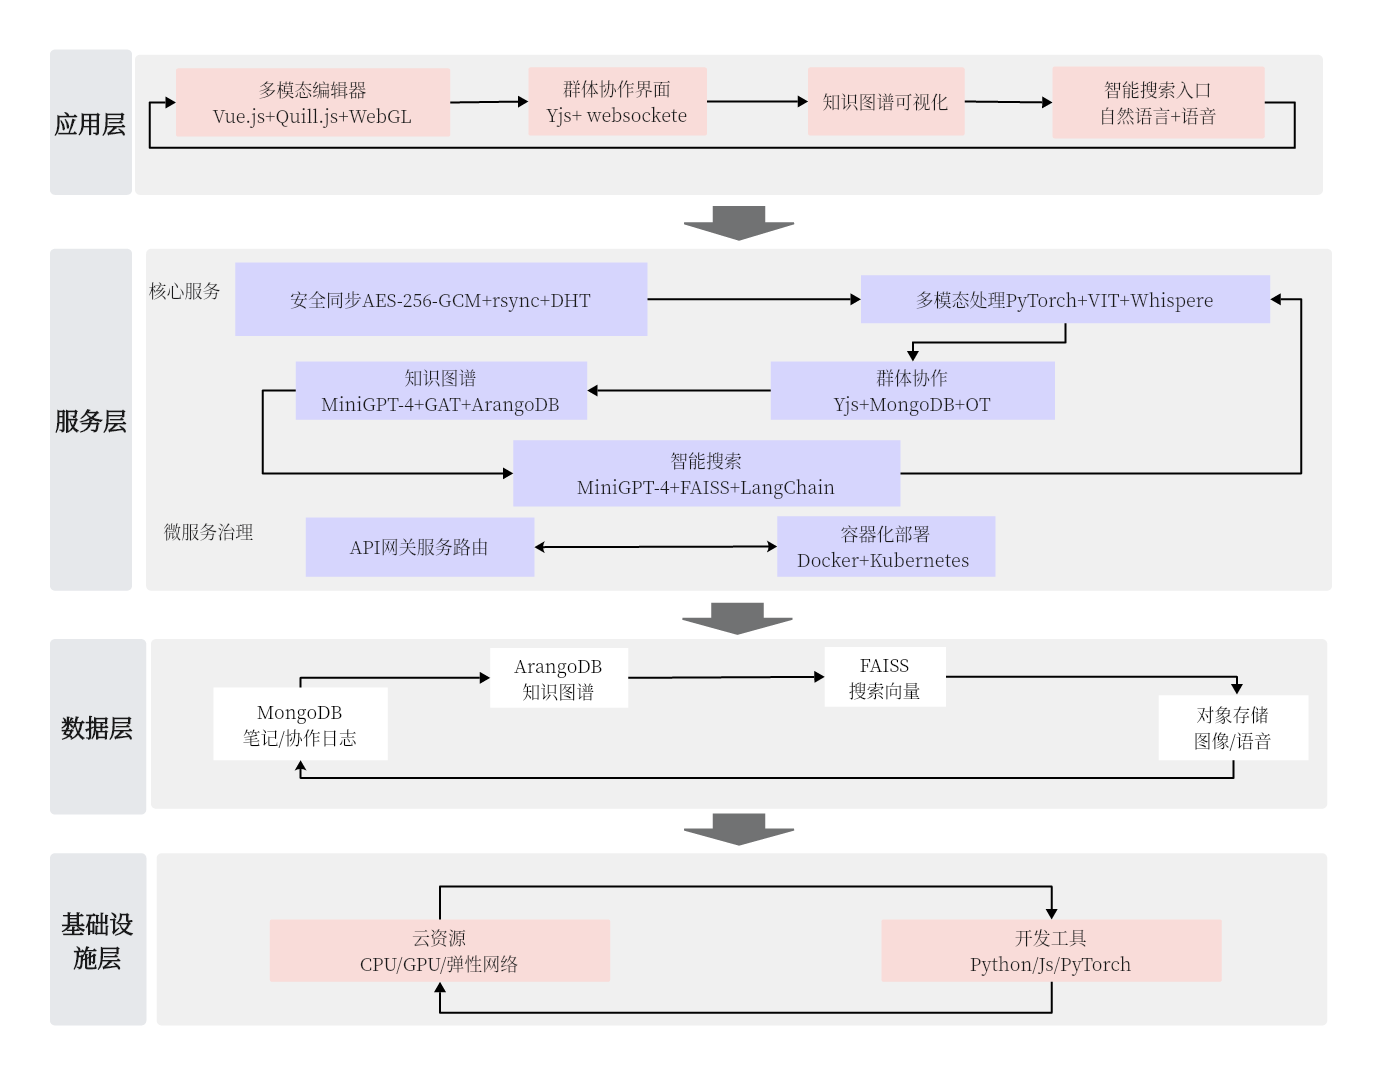 应用层
多模态编辑器
Vue.js+Quill.js+WebGL
群体协作界面
Yjs+ websockete
知识图谱可视化
智能搜索入口
自然语言+语音
服务层
核心服务
安全同步AES-256-GCM+rsync+DHT
多模态处理PyTorch+VIT+Whispere
知识图谱
MiniGPT-4+GAT+ArangoDB
群体协作
Yjs+MongoDB+OT
智能搜索
MiniGPT-4+FAISS+LangChain
微服务治理
API网关服务路由
容器化部署
Docker+Kubernetes
数据层
MongoDB
笔记/协作日志
ArangoDB
知识图谱
FAISS
搜索向量
对象存储
图像/语音
基础设
施层
云资源
CPU/GPU/弹性网络
开发工具
Python/Js/PyTorch